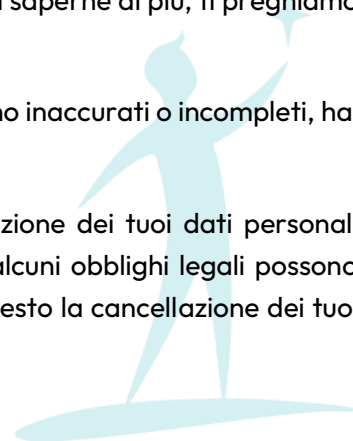 saperne di più, ti preghiamo
no inaccurati o incompleti, ha
zione dei tuoi dati personal
alcuni obblighi legali possono
esto la cancellazione dei tuo